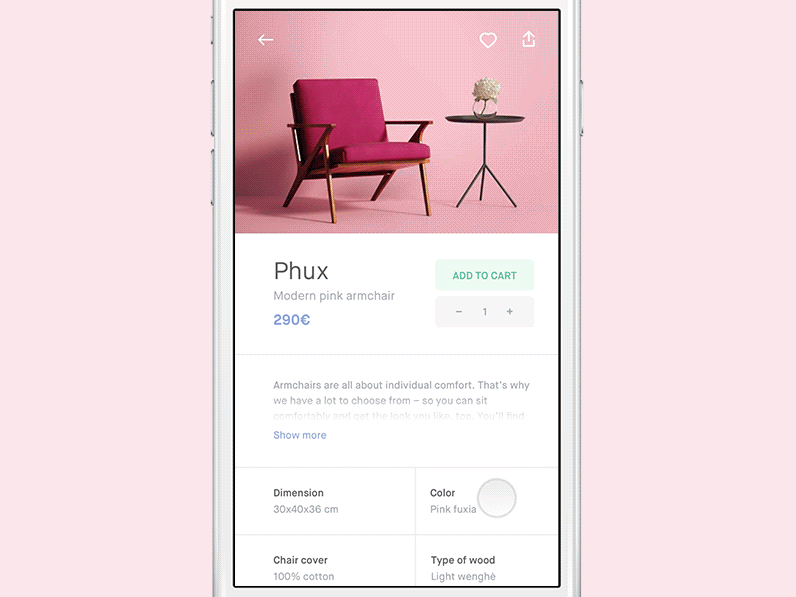 Phux
Modern pink armchair
290€
ADD TO CART
− 1 +
Armchairs are all about individual comfort. That's why
we have a lot to choose from – so you can sit
comfortably and get the look you like, too. You'll find
Show more
Dimension
30x40x36 cm
Color
Pink fuxia
Chair cover
100% cotton
Type of wood
Light wenghè